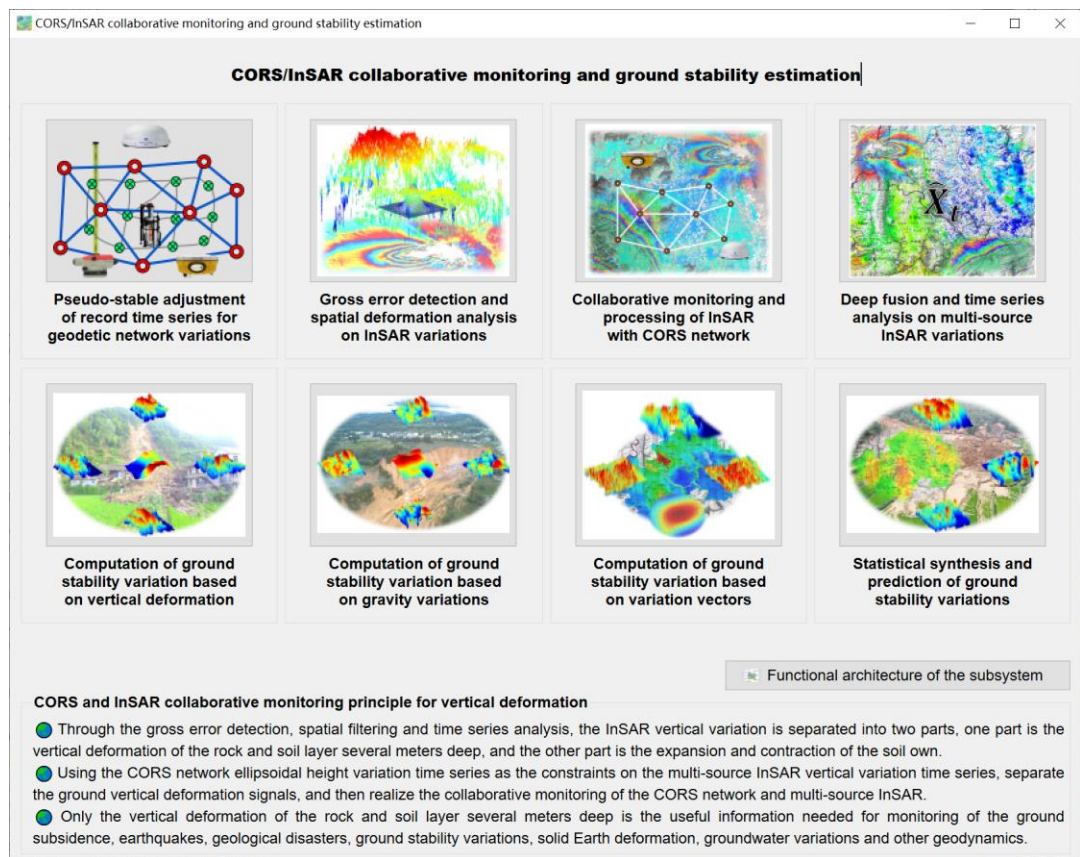 CORS/InSAR collaborative monitoring and ground stability estimation
CORS/InSAR collaborative monitoring and ground stability estimation
Pseudo-stable adjustment
of record time series for
geodetic network variations
Gross error detection and
spatial deformation analysis
on InSAR variations
Collaborative monitoring and
processing of InSAR
with CORS network
X̂t
Deep fusion and time series
analysis on multi-source
InSAR variations
Computation of ground
stability variation based
on vertical deformation
Computation of ground
stability variation based
on gravity variations
Computation of ground
stability variation based
on variation vectors
Statistical synthesis and
prediction of ground
stability variations
Functional architecture of the subsystem
CORS and InSAR collaborative monitoring principle for vertical deformation
Through the gross error detection, spatial filtering and time series analysis, the InSAR vertical variation is separated into two parts, one part is the
vertical deformation of the rock and soil layer several meters deep, and the other part is the expansion and contraction of the soil own.
Using the CORS network ellipsoidal height variation time series as the constraints on the multi-source InSAR vertical variation time series, separate
the ground vertical deformation signals, and then realize the collaborative monitoring of the CORS network and multi-source InSAR.
Only the vertical deformation of the rock and soil layer several meters deep is the useful information needed for monitoring of the ground
subsidence, earthquakes, geological disasters, ground stability variations, solid Earth deformation, groundwater variations and other geodynamics.